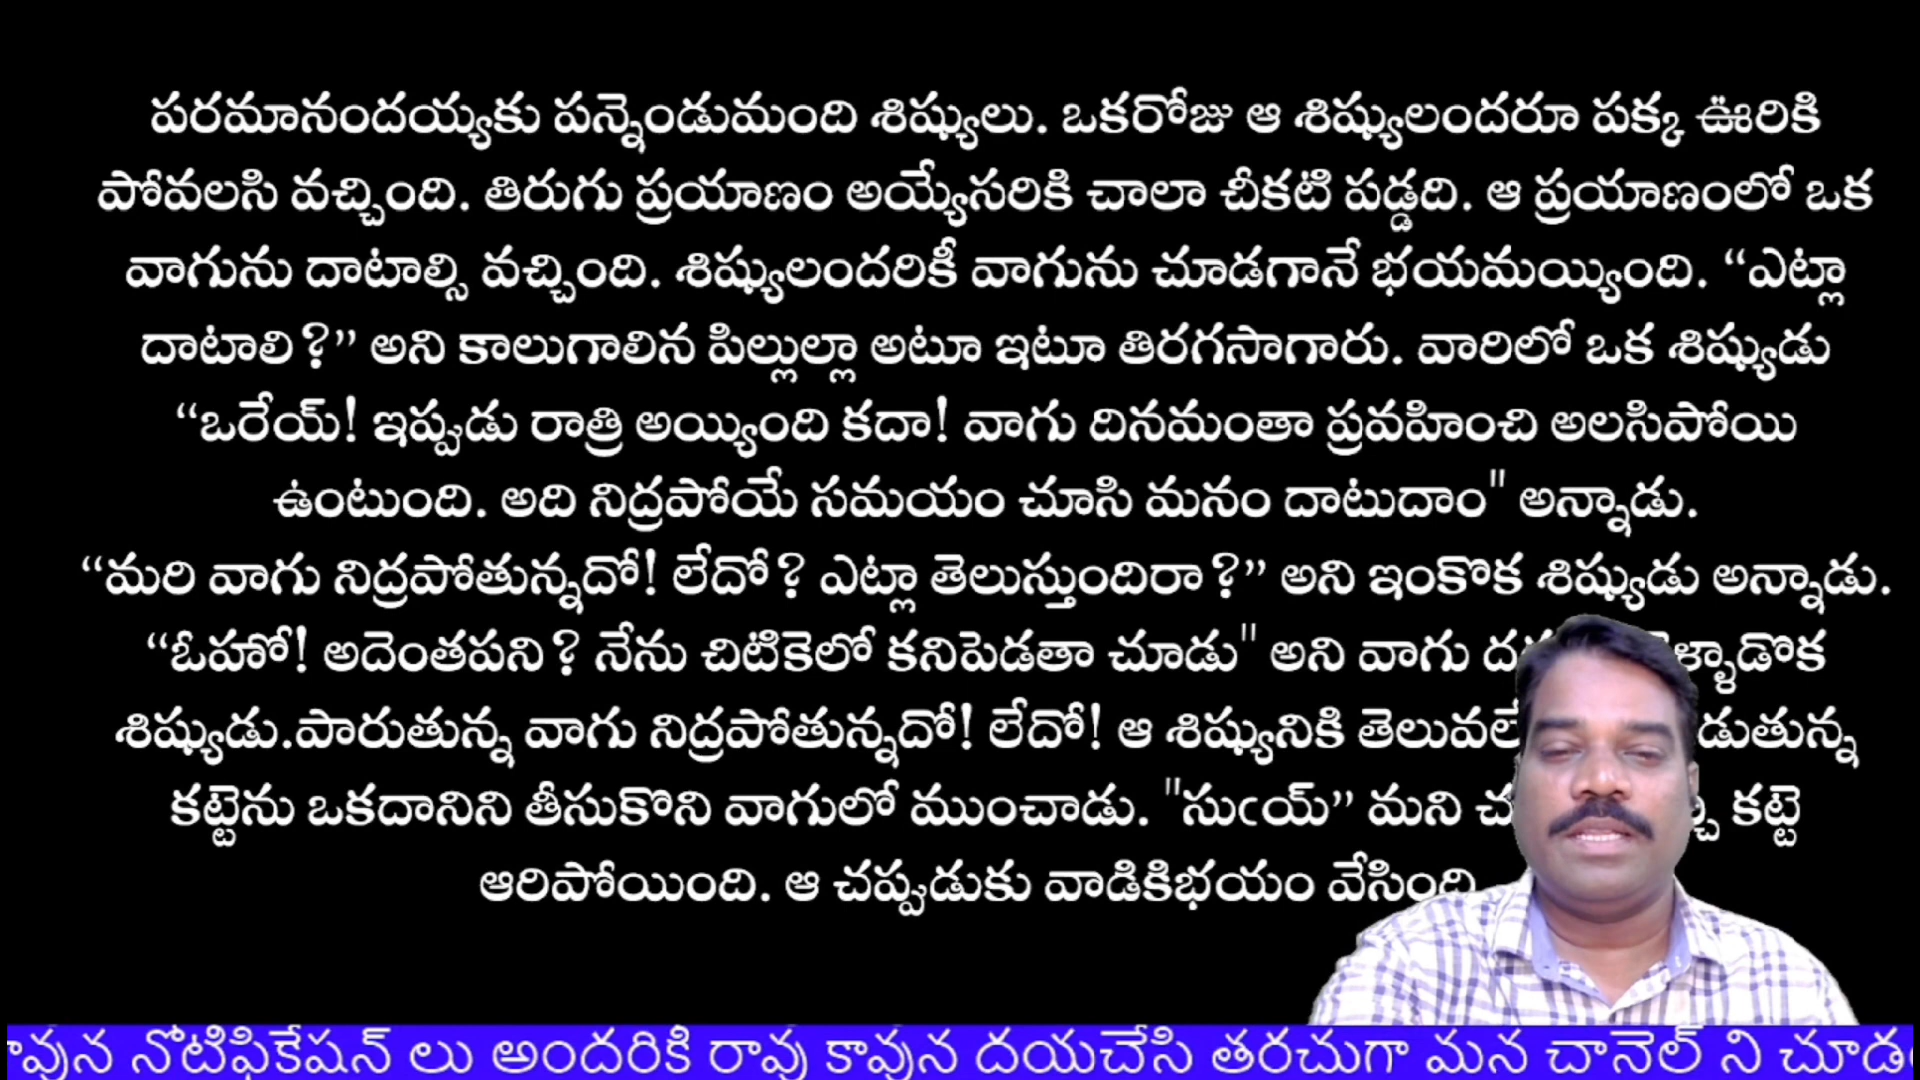 పరమానందయ్యకు పన్నెండుమంది శిష్యులు. ఒకరోజు ఆ శిష్యులందరూ పక్క ఊరికి
పోవలసి వచ్చింది. తిరుగు ప్రయాణం అయ్యేసరికి చాలా చీకటి పడ్డది. ఆ ప్రయాణంలో ఒక
వాగును దాటాల్సి వచ్చింది. శిష్యులందరికీ వాగును చూడగానే భయమయ్యింది. “ఎట్లా
దాటాలి?” అని కాలుగాలిన పిల్లుల్లా అటూ ఇటూ తిరగసాగారు. వారిలో ఒక శిష్యుడు
“ఒరేయ్! ఇప్పుడు రాత్రి అయ్యింది కదా! వాగు దినమంతా ప్రవహించి అలసిపోయి
ఉంటుంది. అది నిద్రపోయే సమయం చూసి మనం దాటుదాం" అన్నాడు.
“మరి వాగు నిద్రపోతున్నదో! లేదో? ఎట్లా తెలుస్తుందిరా?” అని ఇంకొక శిష్యుడు అన్నాడు.
“ఓహో! అదెంతపని? నేను చిటికెలో కనిపెడతా చూడు" అని వాగు
శిష్యుడు.పారుతున్న వాగు నిద్రపోతున్నదో! లేదో! ఆ శిష్యునికి
కట్టెను ఒకదానిని తీసుకొని వాగులో ముంచాడు. "సుఁయ్” మని కట్టె
ఆరిపోయింది. ఆ చప్పుడుకు వాడికిభయం వేసింది
నోటిఫికేషన్ లు అందరికి రావు కావున దయచేసి తరచుగా మన చానెల్ ని